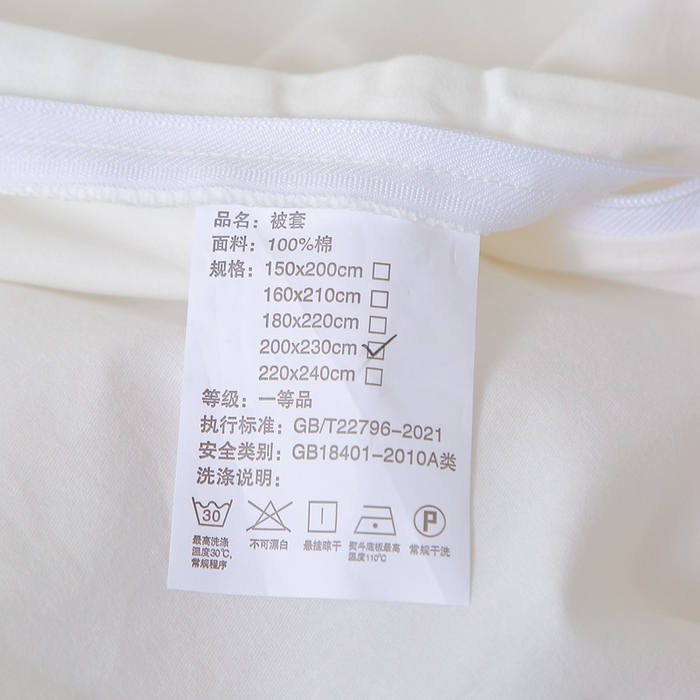 品名：被套
面料：100%棉
规格：150x200cm
160x210cm
180x220cm
200x230cm
220x240cm
等级：一等品
执行标准：GB/T22796-2021
安全类别：GB18401-2010A类
洗涤说明：
30 P
最高洗涤温度30℃，常规程序
不可漂白
悬挂晾干
熨斗底板最高温度110℃
常规干洗